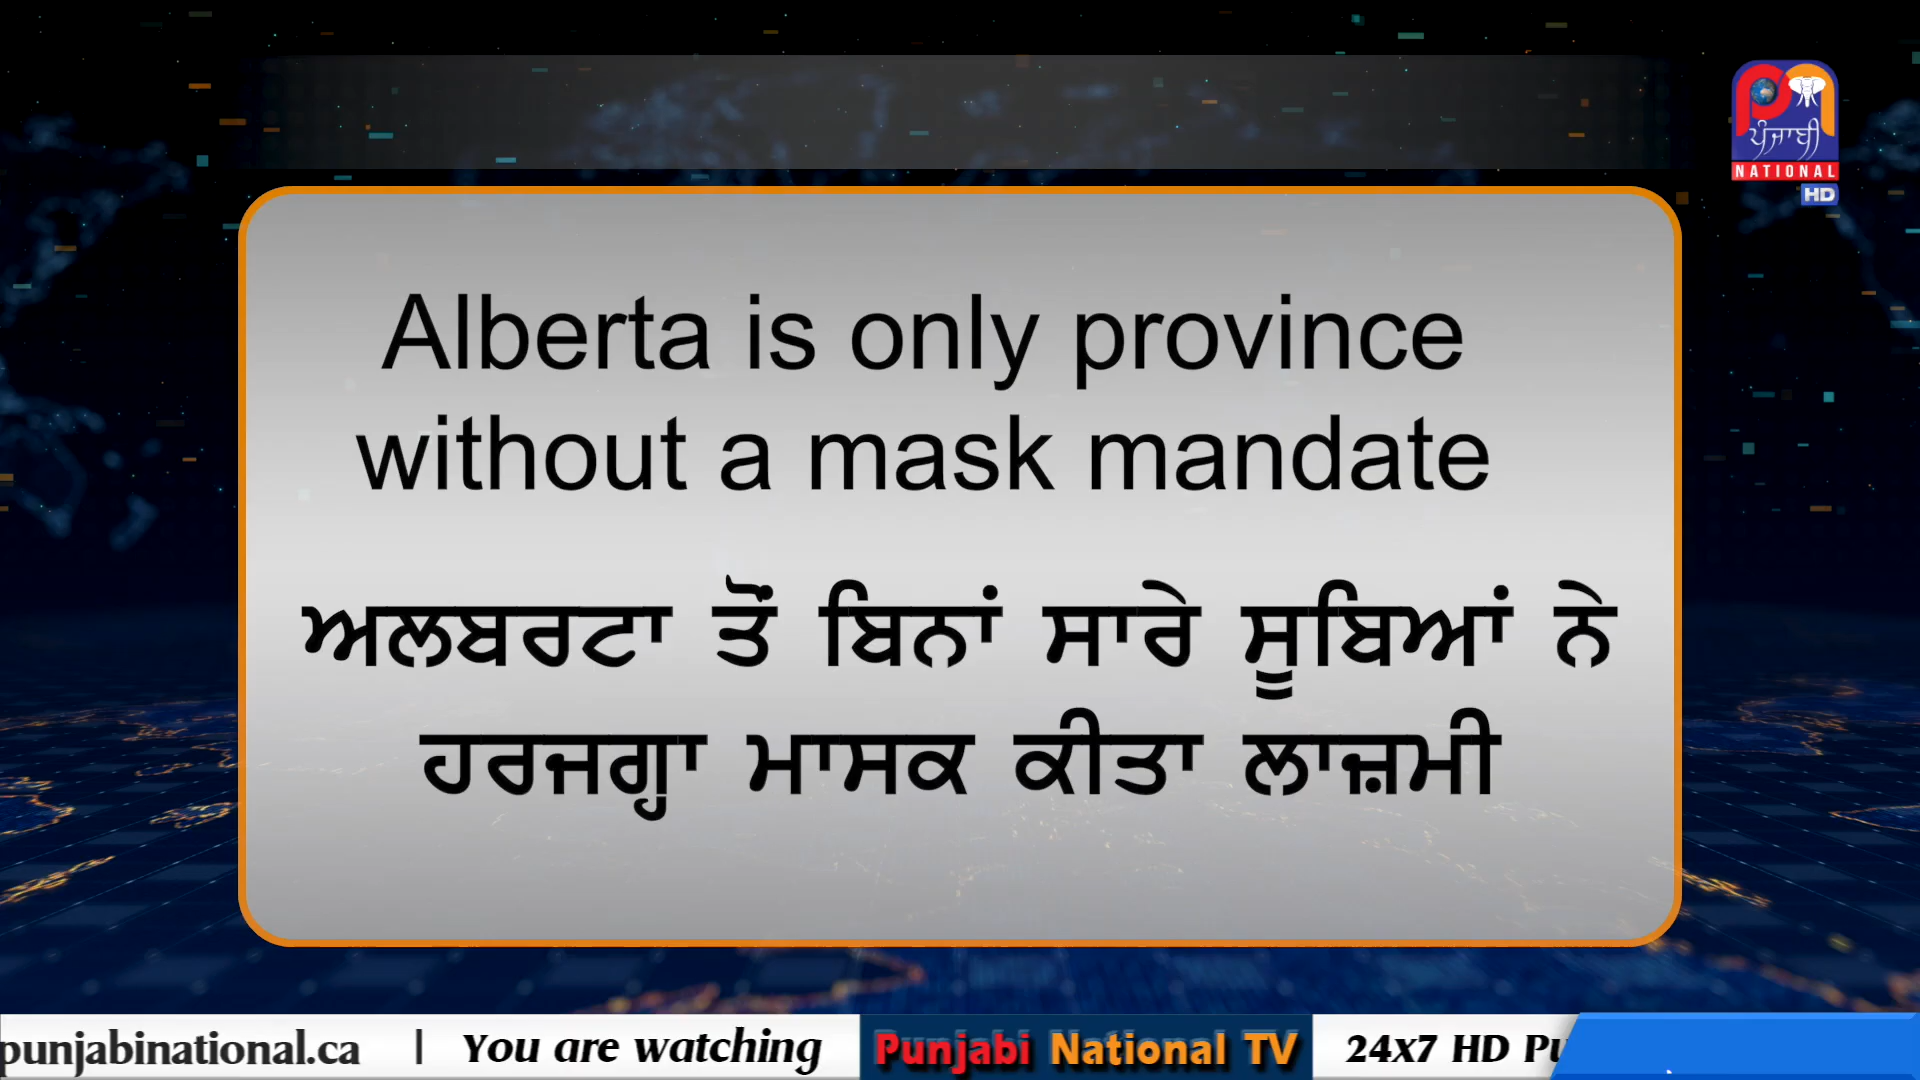 ਪੰਜਾਬੀ
NATIONAL
HD
Alberta is only province
without a mask mandate
ਅਲਬਰਟਾ ਤੋਂ ਬਿਨਾਂ ਸਾਰੇ ਸੂਬਿਆਂ ਨੇ
ਹਰਜਗ੍ਹਾ ਮਾਸਕ ਕੀਤਾ ਲਾਜ਼ਮੀ
punjabinational.ca | You are watching Punjabi National TV 24x7 HD